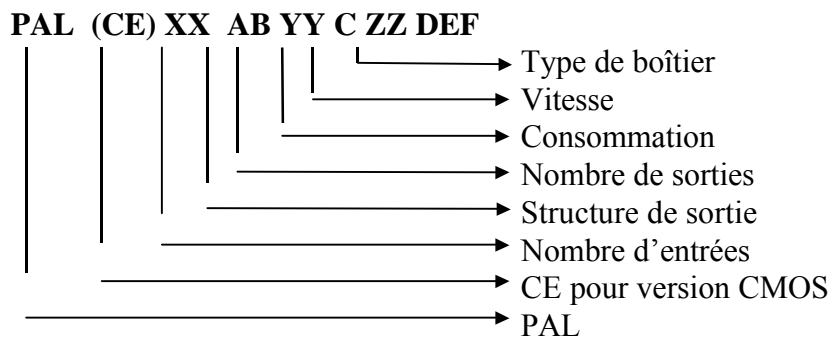 PAL (CE) XX AB YY C ZZ DEF
Type de boîtier
Vitesse
Consommation
Nombre de sorties
Structure de sortie
Nombre d'entrées
CE pour version CMOS
PAL